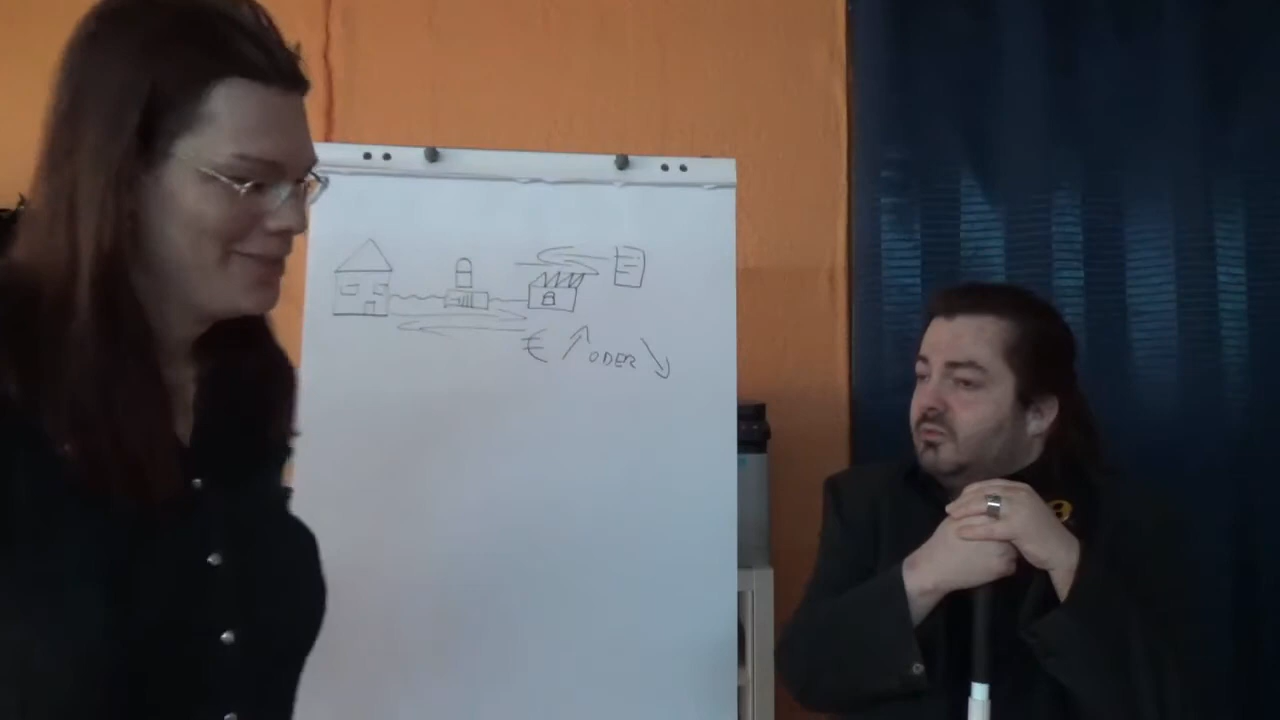 € ↗ ODER ↘